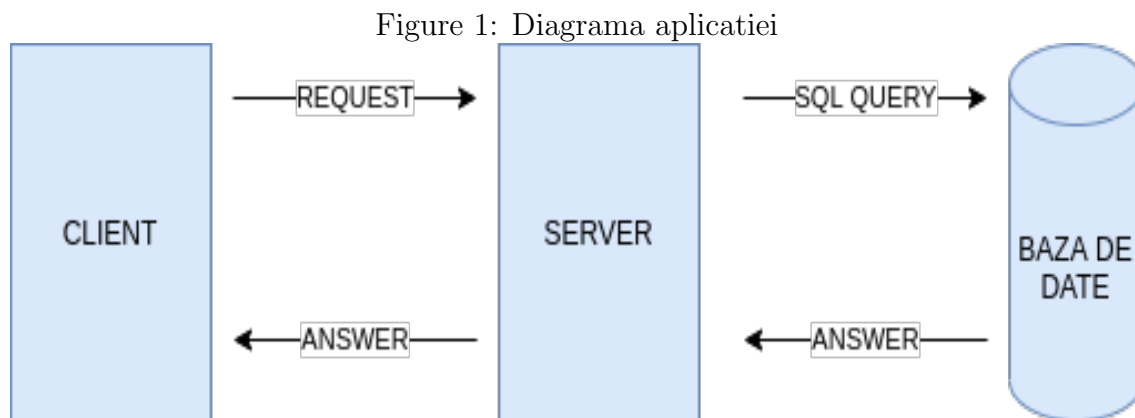 Figure 1: Diagrama aplicatiei
REQUEST
SQL QUERY
CLIENT
SERVER
BAZA DE
DATE
ANSWER
ANSWER